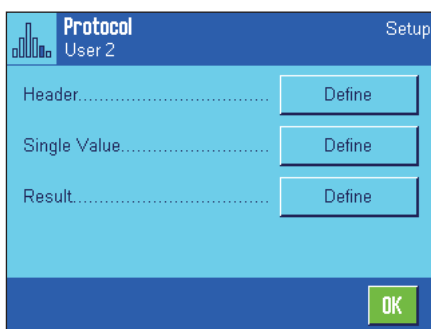 Protocol
Setup
User 2
Header.................................. Define
Single Value.......................... Define
Result................................... Define
OK